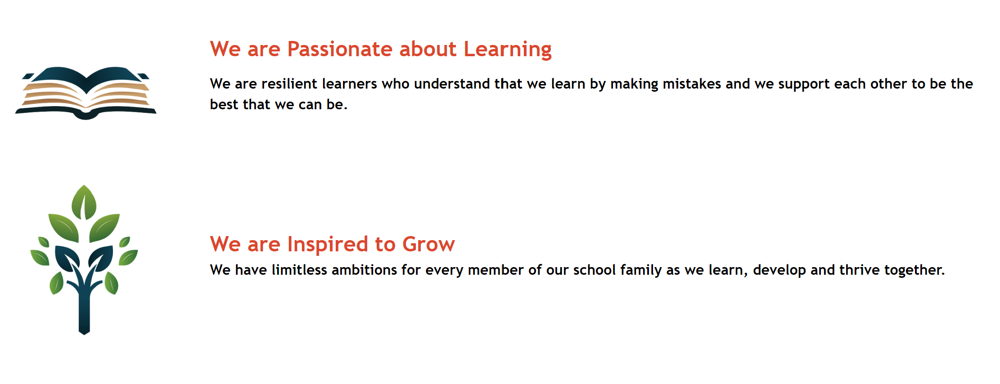 We are Passionate about Learning
We are resilient learners who understand that we learn by making mistakes and we support each other to be the
best that we can be.
We are Inspired to Grow
We have limitless ambitions for every member of our school family as we learn, develop and thrive together.